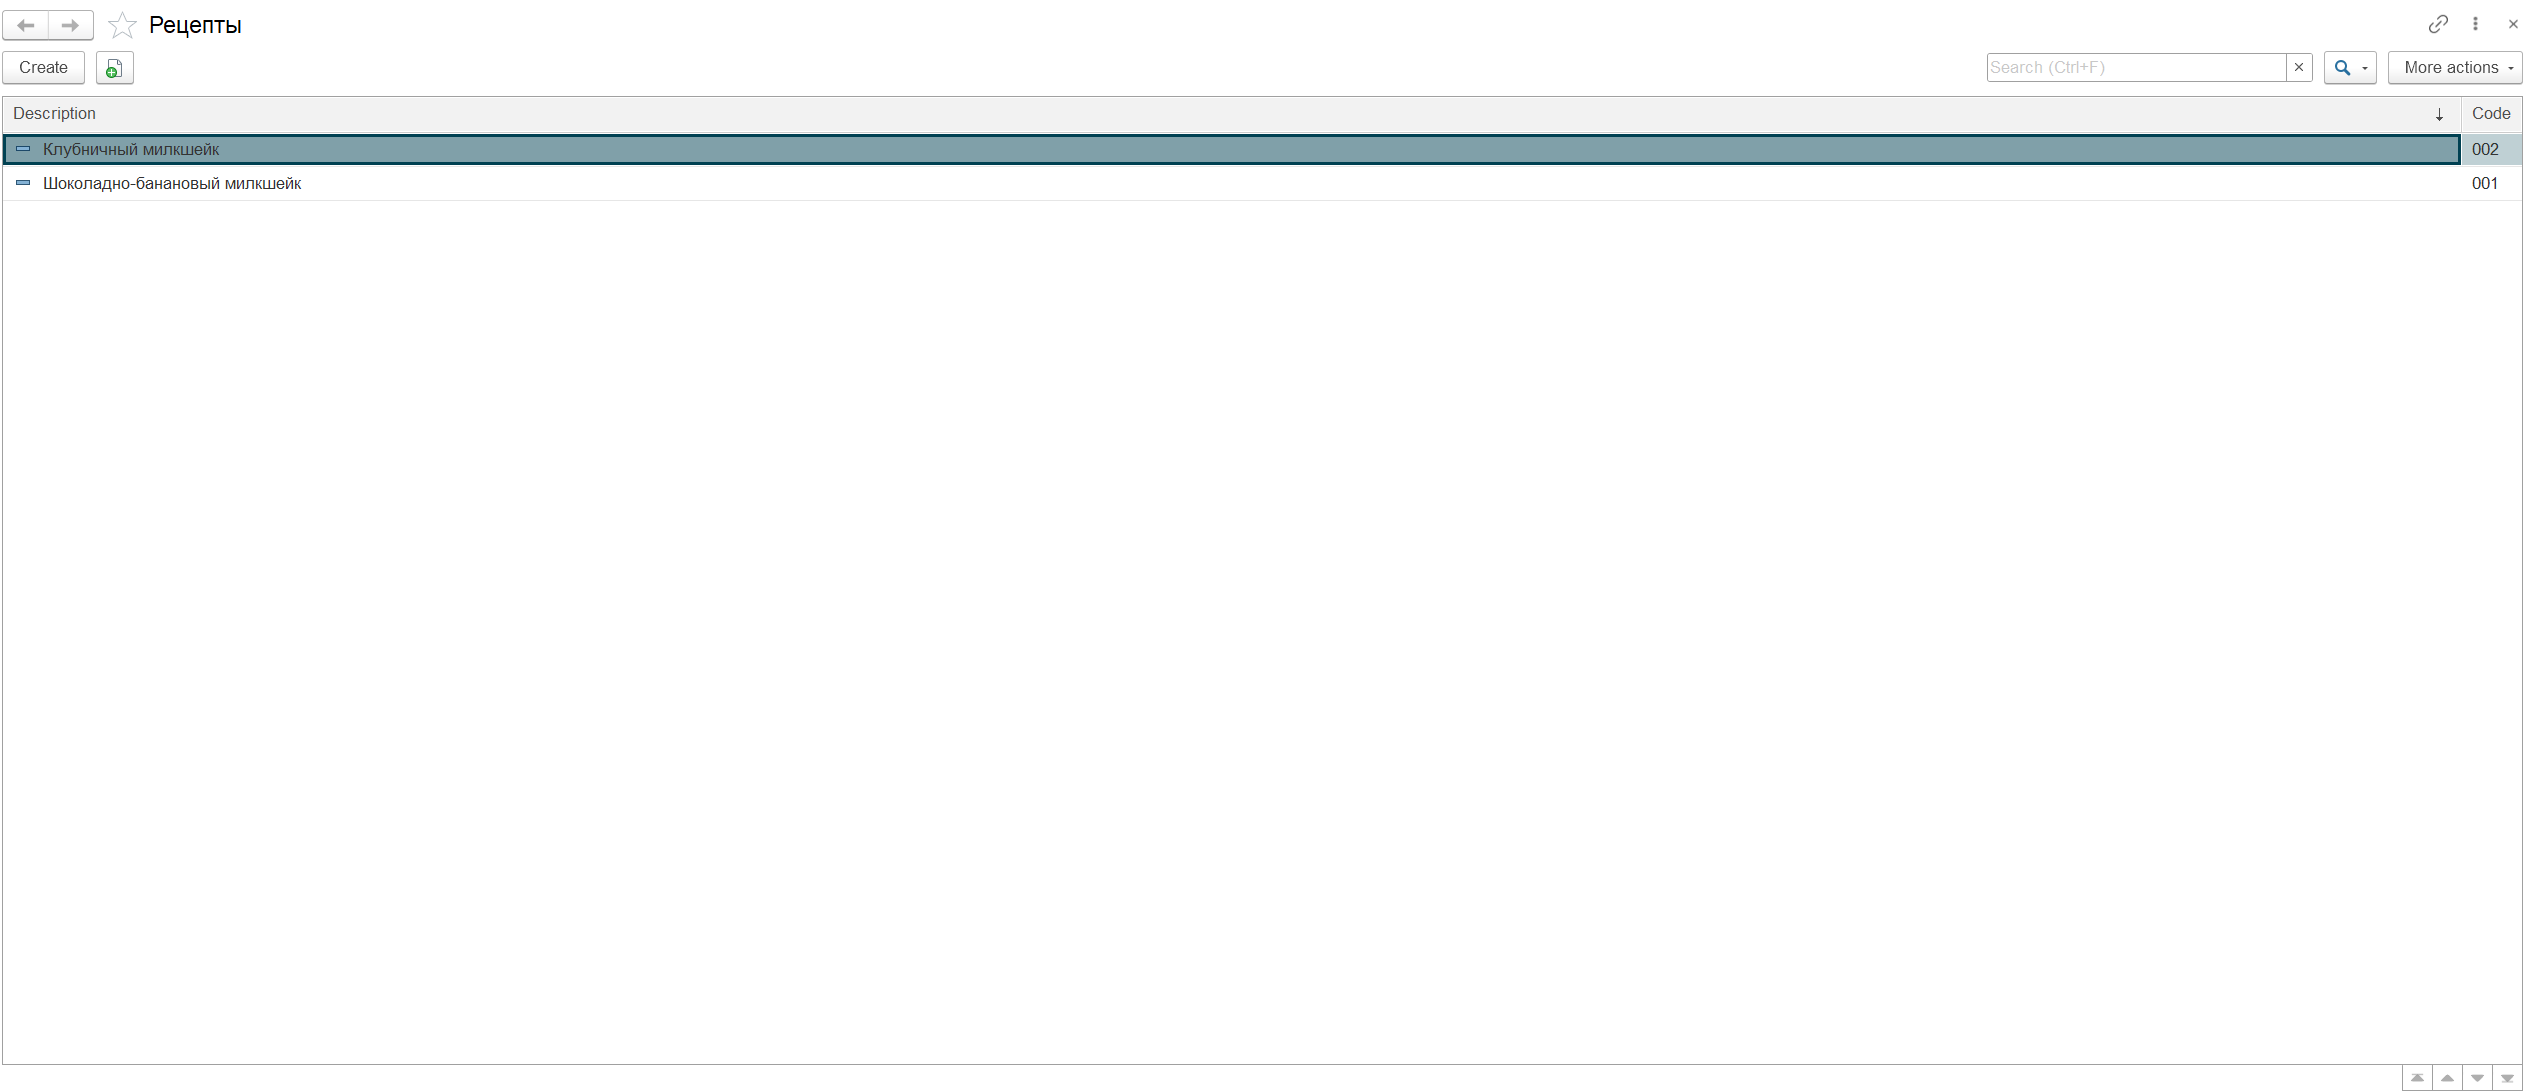 Рецепты
Create
Search (Ctrl+F)
More actions
Description
Code
Клубничный милкшейк
002
Шоколадно-банановый милкшейк
001